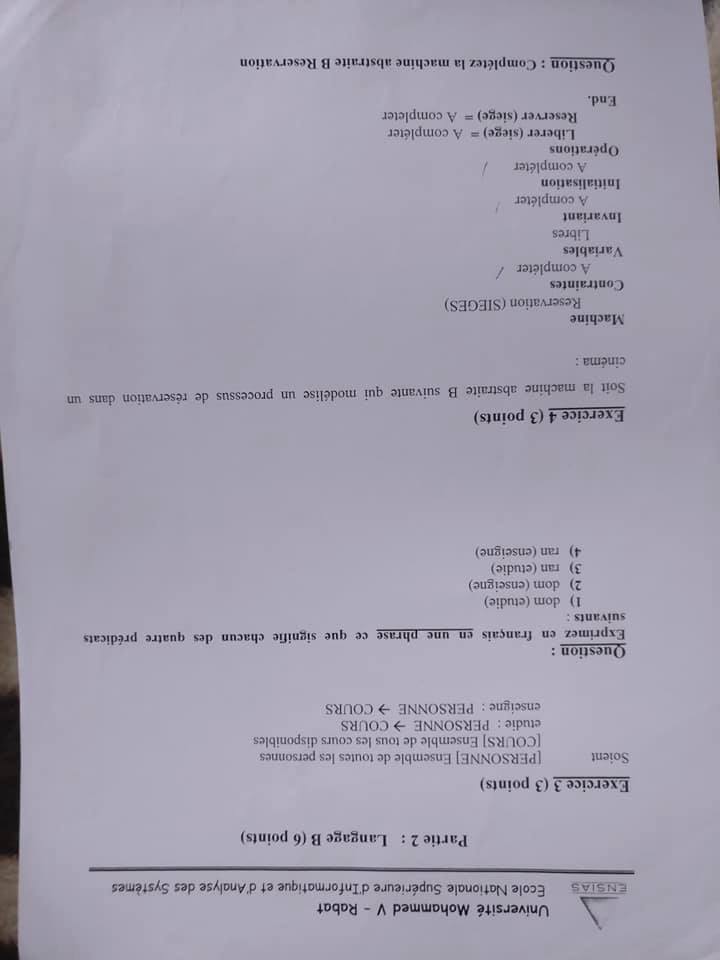 Université Mohammed V - Rabat
ENSIAS
Ecole Nationale Supérieure d'Informatique et d'Analyse des Systèmes
Partie 2 : Langage B (6 points)
Exercice 3 (3 points)
Soient [PERSONNE] Ensemble de toutes les personnes
[COURS] Ensemble de tous les cours disponibles
etudie : PERSONNE → COURS
enseigne : PERSONNE → COURS
Question :
Exprimez en français en une phrase ce que signifie chacun des quatre prédicats
suivants :
1) dom (etudie)
2) dom (enseigne)
3) ran (etudie)
4) ran (enseigne)
Exercice 4 (3 points)
Soit la machine abstraite B suivante qui modélise un processus de réservation dans un
cinéma :
Machine
Reservation (SIEGES)
Contraintes
A compléter /
Variables
Libres
Invariant
A compléter /
Initialisation
A compléter /
Opérations
Liberer (siege) = A compléter
Reserver (siege) = A completer
End.
Question : Complétez la machine abstraite B Reservation